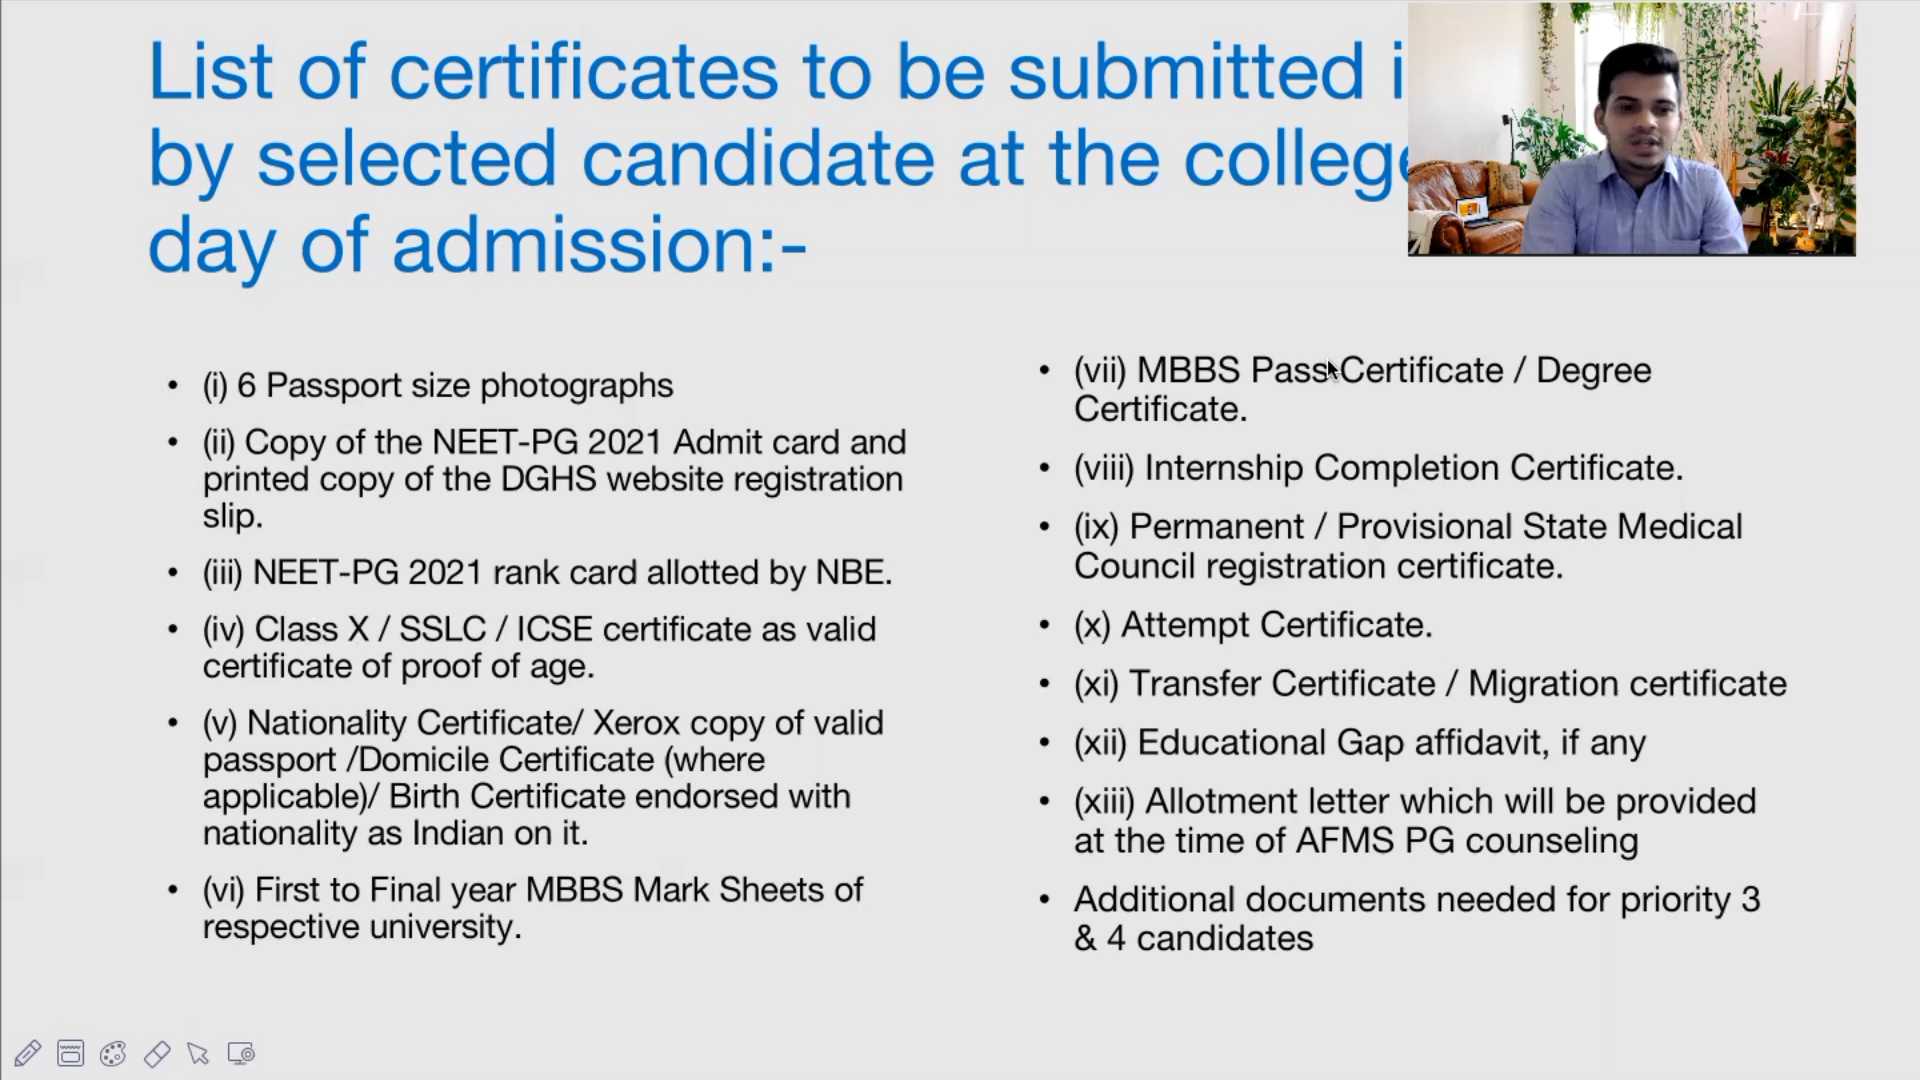 List of certificates to be submitted i
by selected candidate at the college
day of admission:-
• (i) 6 Passport size photographs
• (ii) Copy of the NEET-PG 2021 Admit card and
printed copy of the DGHS website registration
slip.
• (iii) NEET-PG 2021 rank card allotted by NBE.
• (iv) Class X / SSLC / ICSE certificate as valid
certificate of proof of age.
• (v) Nationality Certificate/ Xerox copy of valid
passport /Domicile Certificate (where
applicable)/ Birth Certificate endorsed with
nationality as Indian on it.
• (vi) First to Final year MBBS Mark Sheets of
respective university.
• (vii) MBBS Pass Certificate / Degree
Certificate.
• (viii) Internship Completion Certificate.
• (ix) Permanent / Provisional State Medical
Council registration certificate.
• (x) Attempt Certificate.
• (xi) Transfer Certificate / Migration certificate
• (xii) Educational Gap affidavit, if any
• (xiii) Allotment letter which will be provided
at the time of AFMS PG counseling
• Additional documents needed for priority 3
& 4 candidates